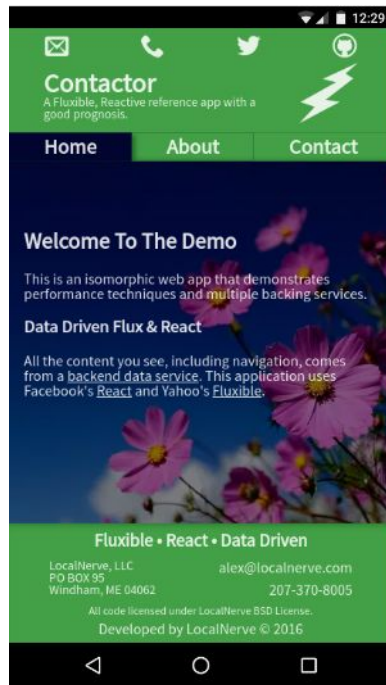 12:29
Contactor
A Fluxible, Reactive reference app with a
good prognosis.
Home About Contact
Welcome To The Demo
This is an isomorphic web app that demonstrates
performance techniques and multiple backing services.
Data Driven Flux & React
All the content you see, including navigation, comes
from a backend data service. This application uses
Facebook's React and Yahoo's Fluxible.
Fluxible • React • Data Driven
LocalNerve, LLC
PO BOX 95
Windham, ME 04062
alex@localnerve.com
207-370-8005
All code licensed under LocalNerve BSD License.
Developed by LocalNerve © 2016